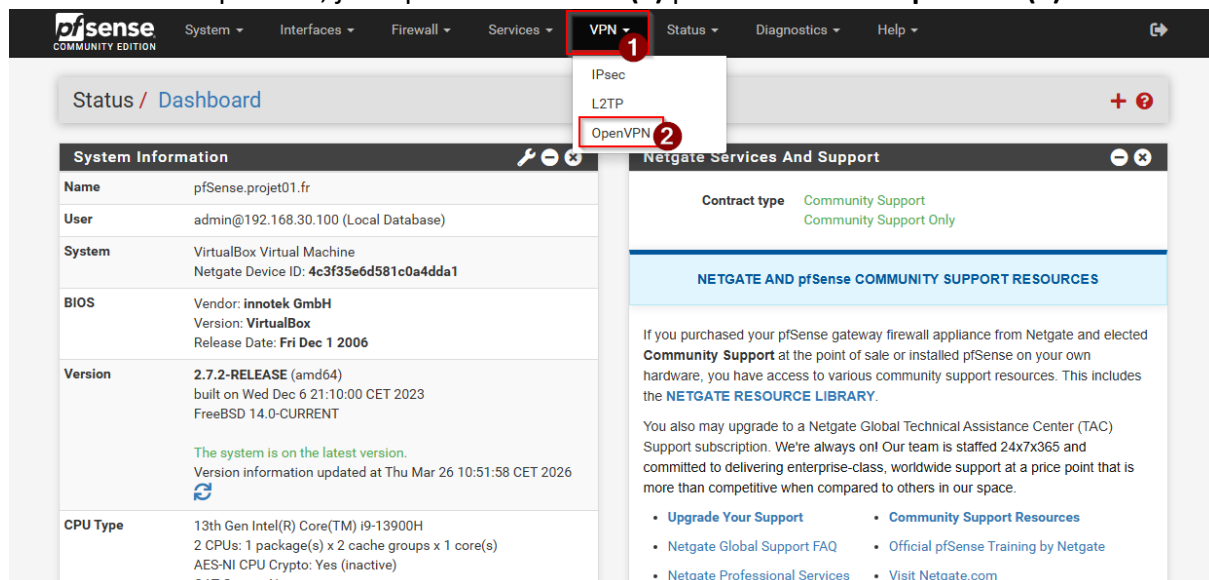 pfsense
COMMUNITY EDITION
System
Interfaces
Firewall
Services
VPN
Status
Diagnostics
Help
1
IPsec
L2TP
OpenVPN
2
Status / Dashboard
System Information
Name pfSense.projet01.fr
User admin@192.168.30.100 (Local Database)
System VirtualBox Virtual Machine
Netgate Device ID: 4c3f35e6d581c0a4dda1
BIOS Vendor: innotek GmbH
Version: VirtualBox
Release Date: Fri Dec 1 2006
Version 2.7.2-RELEASE (amd64)
built on Wed Dec 6 21:10:00 CET 2023
FreeBSD 14.0-CURRENT
The system is on the latest version.
Version information updated at Thu Mar 26 10:51:58 CET 2026
CPU Type 13th Gen Intel(R) Core(TM) i9-13900H
2 CPUs: 1 package(s) x 2 cache groups x 1 core(s)
AES-NI CPU Crypto: Yes (inactive)
Netgate Services And Support
Contract type Community Support
Community Support Only
NETGATE AND pfSense COMMUNITY SUPPORT RESOURCES
If you purchased your pfSense gateway firewall appliance from Netgate and elected
Community Support at the point of sale or installed pfSense on your own
hardware, you have access to various community support resources. This includes
the NETGATE RESOURCE LIBRARY.
You also may upgrade to a Netgate Global Technical Assistance Center (TAC)
Support subscription. We're always on! Our team is staffed 24x7x365 and
committed to delivering enterprise-class, worldwide support at a price point that is
more than competitive when compared to others in our space.
Upgrade Your Support
Community Support Resources
Netgate Global Support FAQ
Official pfSense Training by Netgate
Netgate Professional Services
Visit Netgate.com